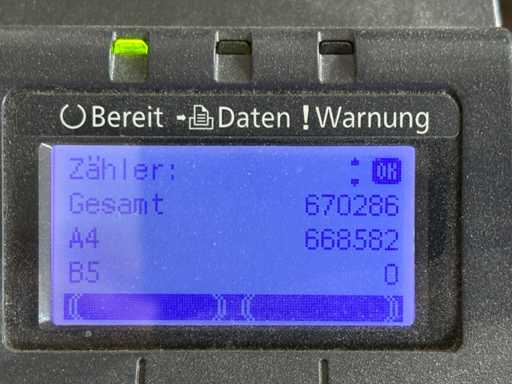 Bereit Daten ! Warnung
Zähler: OK
Gesamt 670286
A4 668582
B5 0